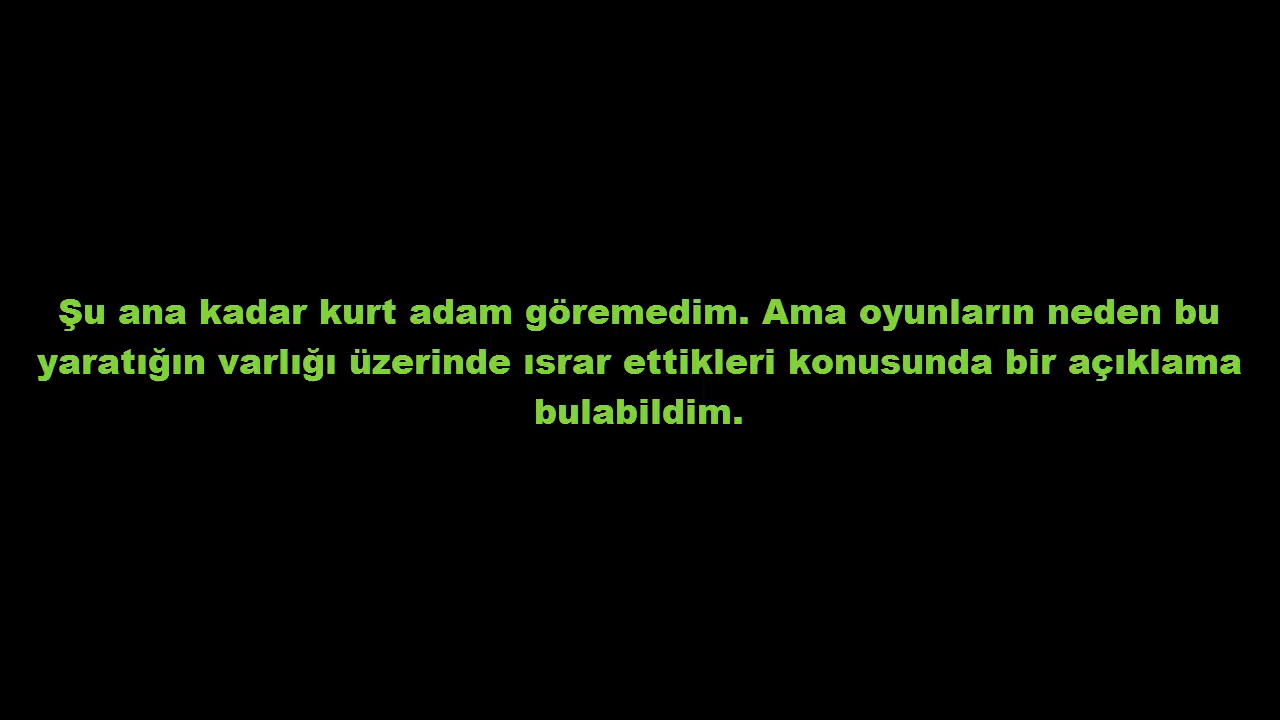 Şu ana kadar kurt adam göremedim. Ama oyunların neden bu
yaratığın varlığı üzerinde ısrar ettikleri konusunda bir açıklama
bulabildim.